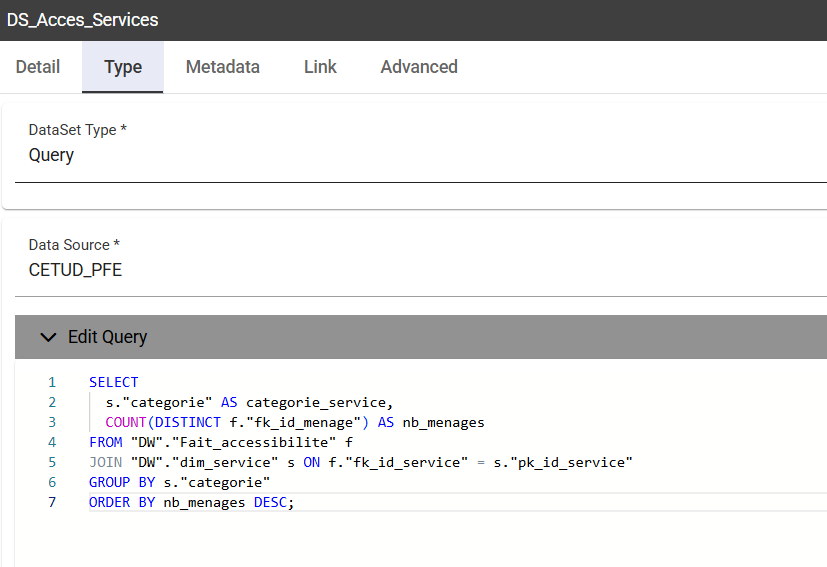 DS_Acces_Services
Detail Type Metadata Link Advanced
DataSet Type *
Query
Data Source *
CETUD_PFE
Edit Query
1 SELECT
2 s."categorie" AS categorie_service,
3 COUNT(DISTINCT f."fk_id_menage") AS nb_menages
4 FROM "DW"."Fait_accessibilite" f
5 JOIN "DW"."dim_service" s ON f."fk_id_service" = s."pk_id_service"
6 GROUP BY s."categorie"
7 ORDER BY nb_menages DESC;